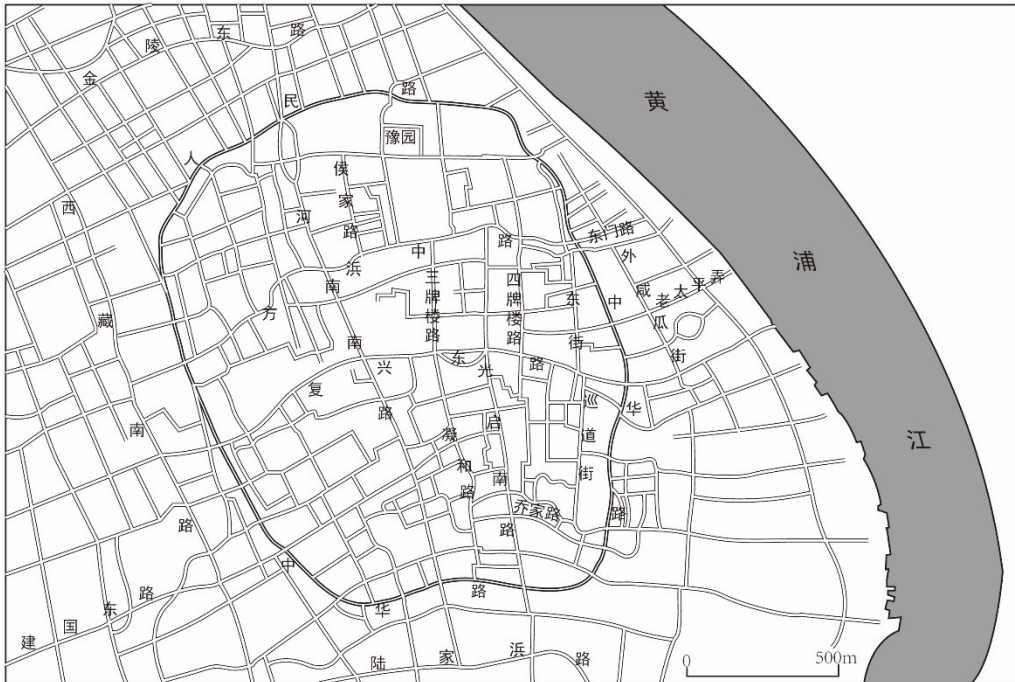 金陵东路
人民路
豫园
黄浦江
侯家路
河南南路
方浜中路
东门路
外咸瓜街
老太平弄
三牌楼路
四牌楼路
东街
中华路
西藏南路
复兴东路
光启南路
凝和路
巡道街
乔家路
中华路
建国东路
陆家浜路
0 500m